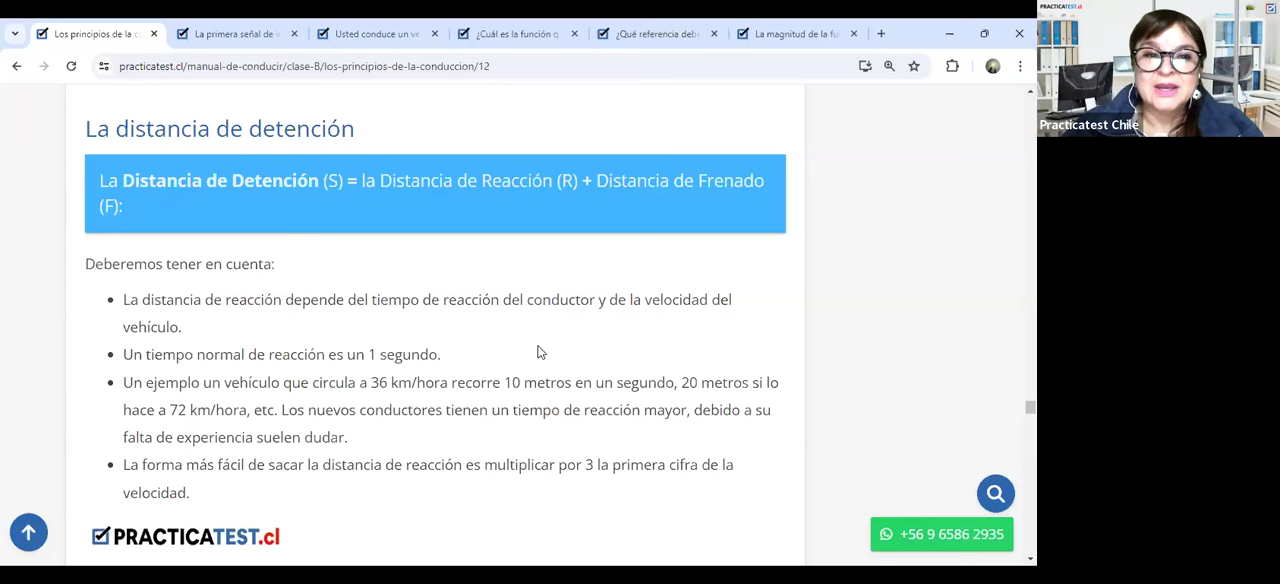 Los principios de la c
La primera señal de i
Usted conduce un ve
¿Cuál es la función q
¿Qué referencia debe
La magnitud de la fu
practicatest.cl/manual-de-conducir/clase-B/los-principios-de-la-conduccion/12
PRACTICATEST.cl
Practicatest Chile
La distancia de detención
La Distancia de Detención (S) = la Distancia de Reacción (R) + Distancia de Frenado
(F):
Deberemos tener en cuenta:
• La distancia de reacción depende del tiempo de reacción del conductor y de la velocidad del
vehículo.
• Un tiempo normal de reacción es un 1 segundo.
• Un ejemplo un vehículo que circula a 36 km/hora recorre 10 metros en un segundo, 20 metros si lo
hace a 72 km/hora, etc. Los nuevos conductores tienen un tiempo de reacción mayor, debido a su
falta de experiencia suelen dudar.
• La forma más fácil de sacar la distancia de reacción es multiplicar por 3 la primera cifra de la
velocidad.
PRACTICATEST.cl
+56 9 6586 2935